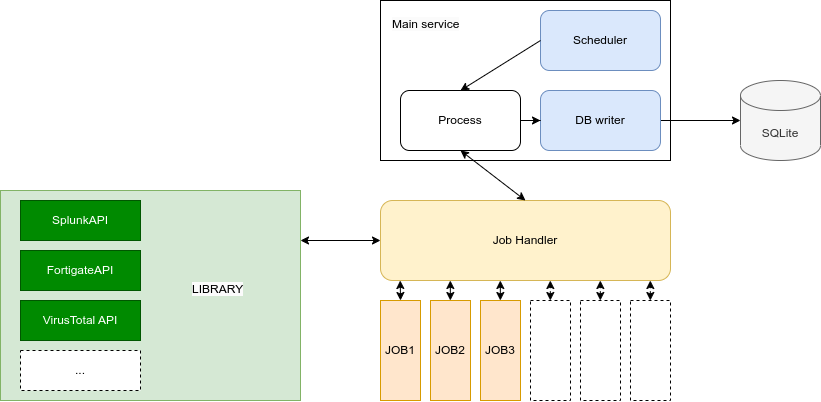 Main service
Scheduler
Process
DB writer
SQLite
SplunkAPI
FortigateAPI
VirusTotal API
...
LIBRARY
Job Handler
JOB1
JOB2
JOB3